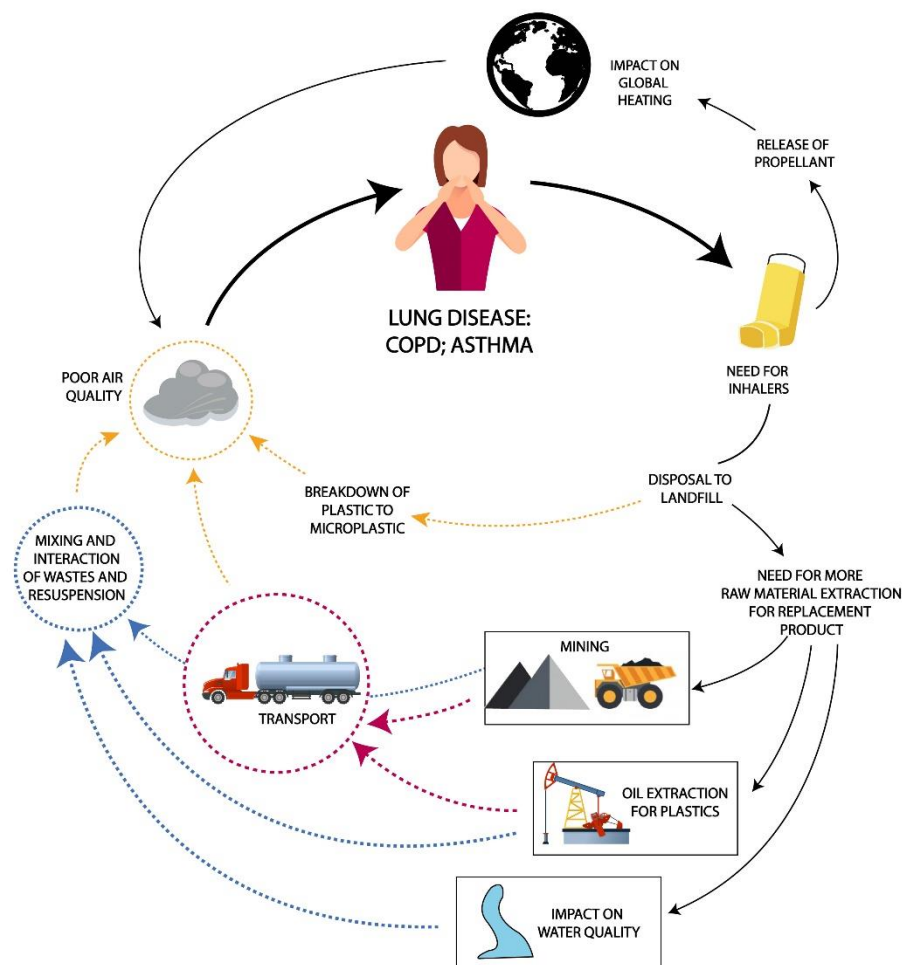 IMPACT ON
GLOBAL
HEATING
RELEASE OF
PROPELLANT
LUNG DISEASE:
COPD; ASTHMA
NEED FOR
INHALERS
POOR AIR
QUALITY
DISPOSAL TO
LANDFILL
BREAKDOWN OF
PLASTIC TO
MICROPLASTIC
MIXING AND
INTERACTION
OF WASTES AND
RESUSPENSION
NEED FOR MORE
RAW MATERIAL EXTRACTION
FOR REPLACEMENT
PRODUCT
MINING
TRANSPORT
OIL EXTRACTION
FOR PLASTICS
IMPACT ON
WATER QUALITY